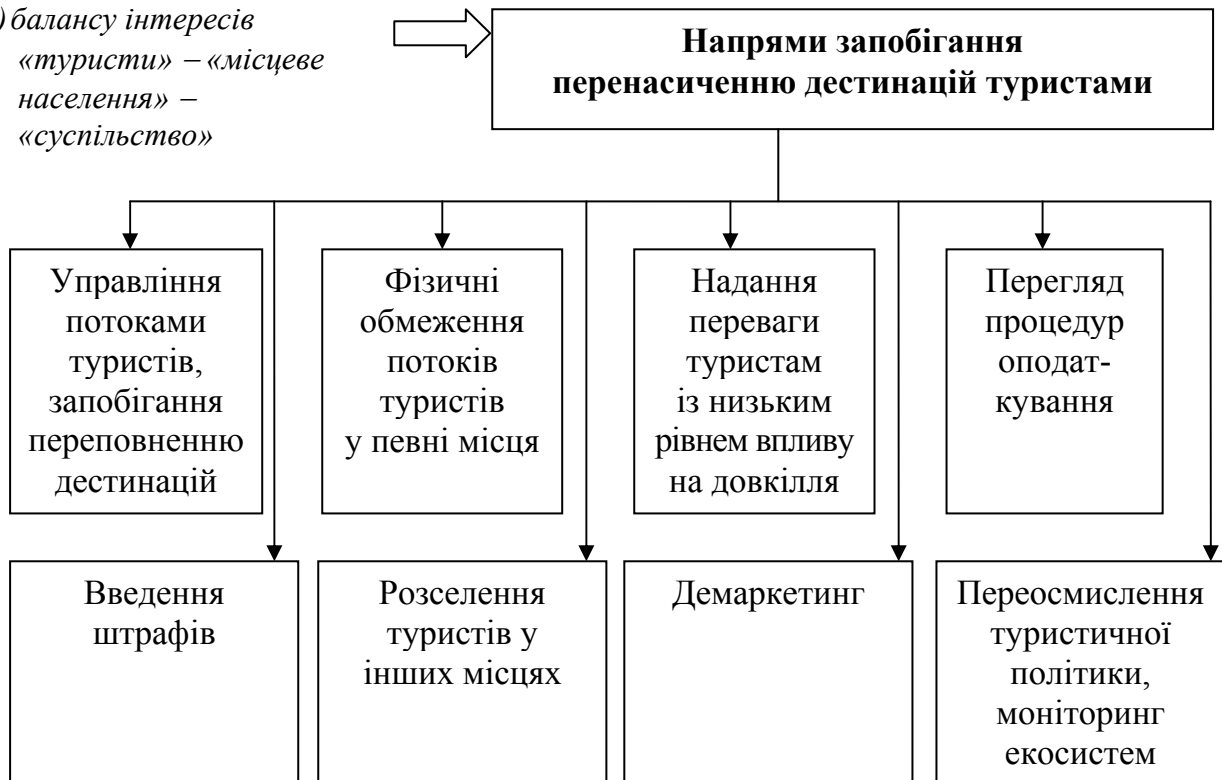 ) балансу інтересів
«туристи» – «місцеве
населення» –
«суспільство»
Напрями запобігання
перенасиченню дестинацій туристами
Управління
потоками
туристів,
запобігання
переповненню
дестинацій
Фізичні
обмеження
потоків
туристів
у певні місця
Надання
переваги
туристам
із низьким
рівнем впливу
на довкілля
Перегляд
процедур
оподат-
кування
Введення
штрафів
Розселення
туристів у
інших місцях
Демаркетинг
Переосмислення
туристичної
політики,
моніторинг
екосистем